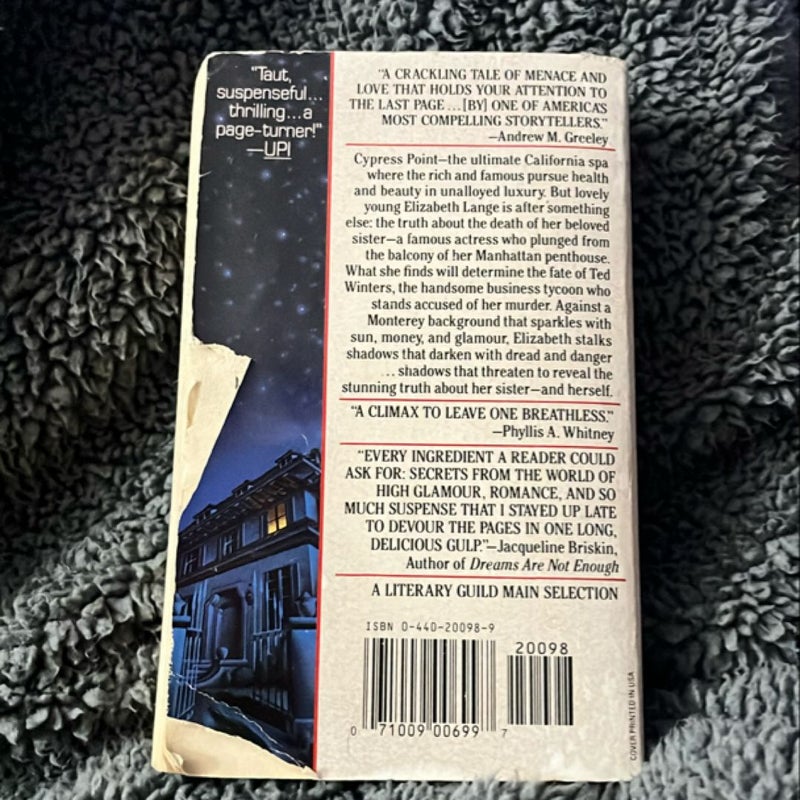 "Taut,
suspenseful...
thrilling...a
page-turner!"
—UPI
"A CRACKLING TALE OF MENACE AND
LOVE THAT HOLDS YOUR ATTENTION TO
THE LAST PAGE...[BY] ONE OF AMERICA'S
MOST COMPELLING STORYTELLERS."
—Andrew M. Greeley
Cypress Point—the ultimate California spa
where the rich and famous pursue health
and beauty in unalloyed luxury. But lovely
young Elizabeth Lange is after something
else: the truth about the death of her beloved
sister—a famous actress who plunged from
the balcony of her Manhattan penthouse.
What she finds will determine the fate of Ted
Winters, the handsome business tycoon who
stands accused of her murder. Against a
Monterey background that sparkles with
sun, money, and glamour, Elizabeth stalks
shadows that darken with dread and danger
...shadows that threaten to reveal the
stunning truth about her sister—and herself.
"A CLIMAX TO LEAVE ONE BREATHLESS."
—Phyllis A. Whitney
"EVERY INGREDIENT A READER COULD
ASK FOR: SECRETS FROM THE WORLD OF
HIGH GLAMOUR, ROMANCE, AND SO
MUCH SUSPENSE THAT I STAYED UP LATE
TO DEVOUR THE PAGES IN ONE LONG,
DELICIOUS GULP."—Jacqueline Briskin,
Author of Dreams Are Not Enough
A LITERARY GUILD MAIN SELECTION
ISBN 0-440-20098-9
20098
0 71009 00699 7
COVER PRINTED IN USA